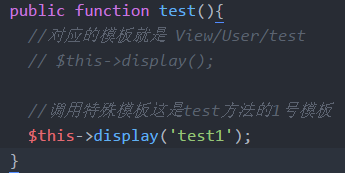 public function test(){
//对应的模板就是 View/User/test
// $this->display();
//调用特殊模板这是test方法的1号模板
$this->display('test1');
}